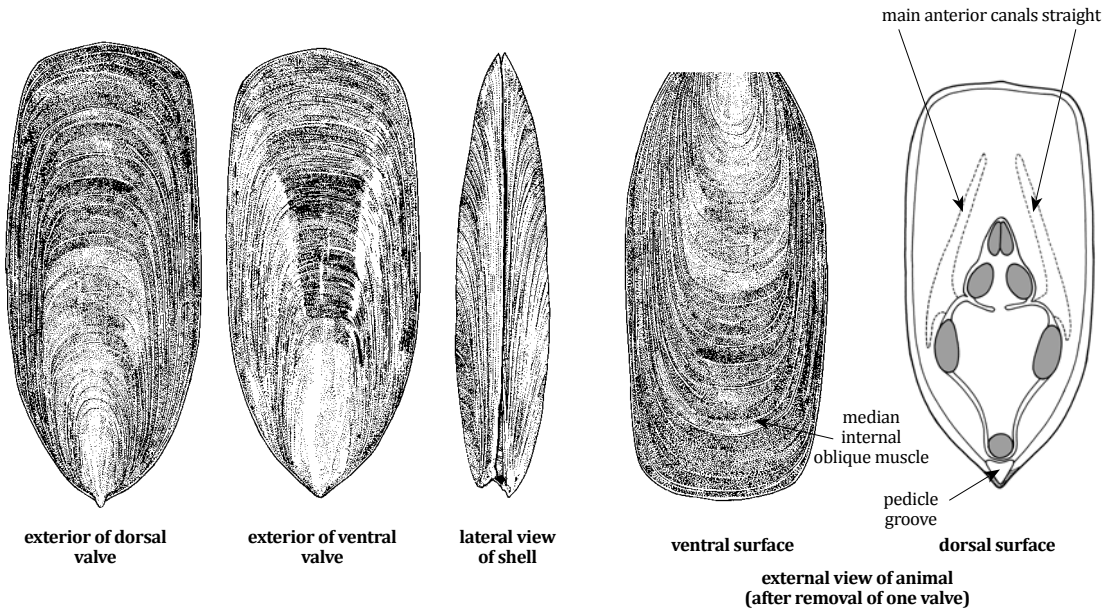 main anterior canals straight
median
internal
oblique muscle
pedicle
groove
exterior of dorsal
valve
exterior of ventral
valve
lateral view
of shell
ventral surface
dorsal surface
external view of animal
(after removal of one valve)